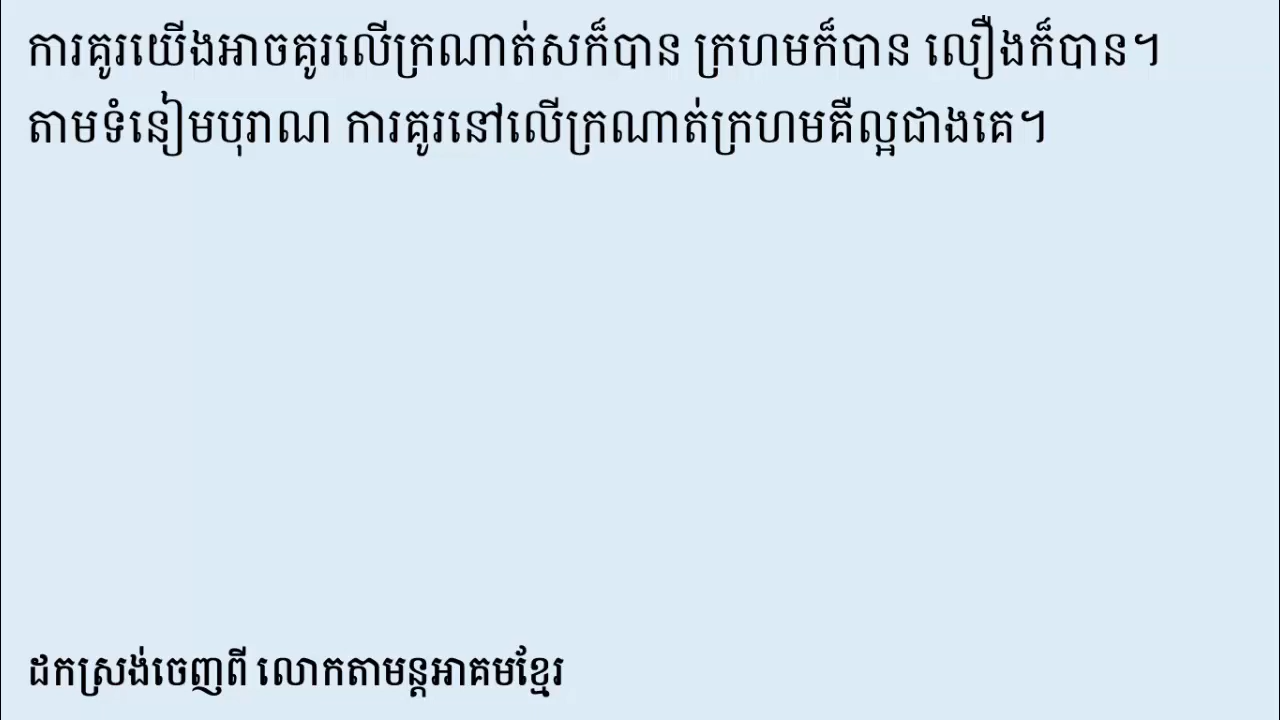 ការគូរយើងអាចគូរលើក្រណាត់សក៏បាន ក្រហមក៏បាន លឿងក៏បាន។
តាមទំនៀមបុរាណ ការគូរនៅលើក្រណាត់ក្រហមគឺល្អជាងគេ។
ដកស្រង់ចេញពី លោកតាមន្តអាគមខ្មែរ